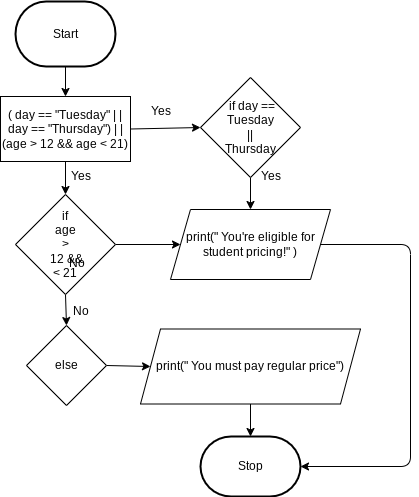 Start
( day == "Tuesday" ||
day == "Thursday") ||
(age > 12 && age < 21)
Yes
if day ==
Tuesday
||
Thursday
Yes
Yes
if
age
>
12 &&
< 21
No
print(" You're eligible for
student pricing!" )
No
else
print(" You must pay regular price")
Stop